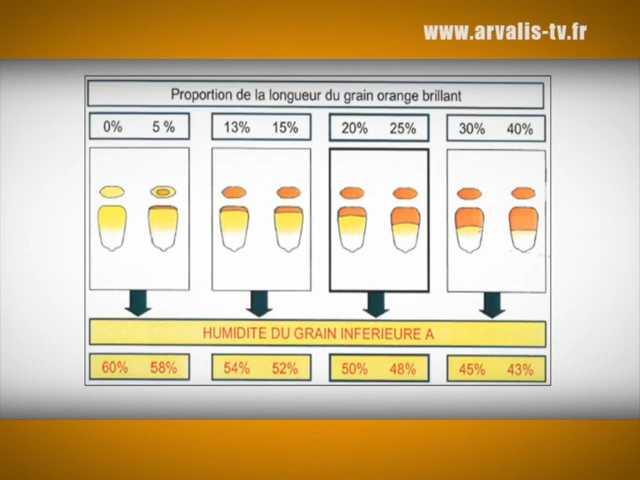 www.arvalis-tv.fr
Proportion de la longueur du grain orange brillant
0% 5 % 13% 15% 20% 25% 30% 40%
HUMIDITE DU GRAIN INFERIEURE A
60% 58% 54% 52% 50% 48% 45% 43%